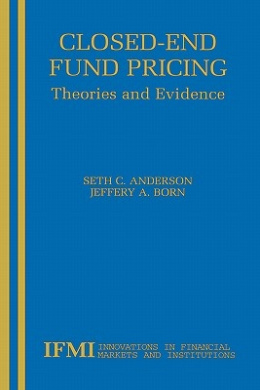 CLOSED-END
FUND PRICING
Theories and Evidence
SETH C. ANDERSON
JEFFERY A. BORN
IFMI INNOVATIONS IN FINANCIAL
MARKETS AND INSTITUTIONS